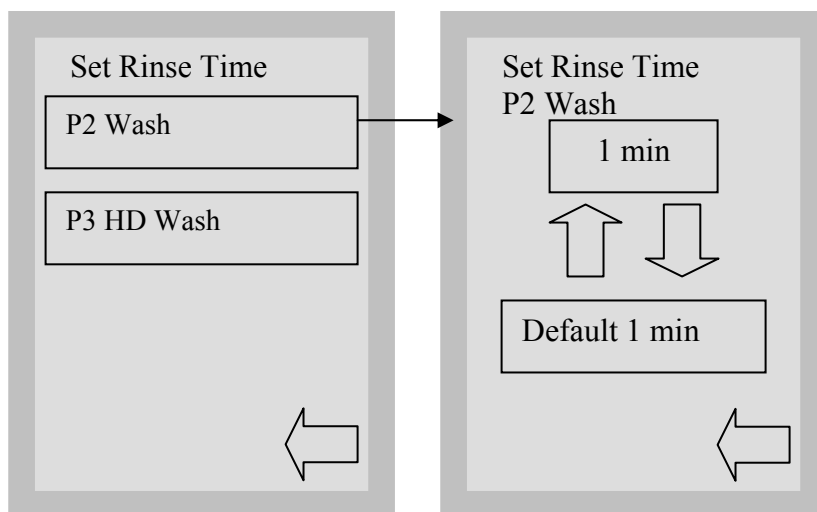 Set Rinse Time
P2 Wash
P3 HD Wash
Set Rinse Time
P2 Wash
1 min
Default 1 min